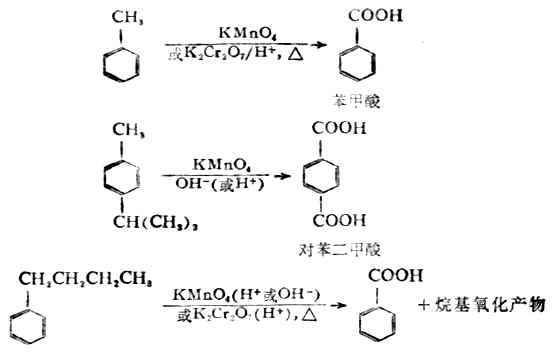 CH₃ KMnO₄ COOH
或K₂Cr₂O₇/H⁺, △
苯甲酸
CH₃ COOH
KMnO₄
OH⁻(或H⁺)
CH(CH₃)₂ COOH
对苯二甲酸
CH₂CH₂CH₂CH₃ COOH
KMnO₄(H⁺或OH⁻)
或K₂Cr₂O₇(H⁺), △
+烷基氧化产物